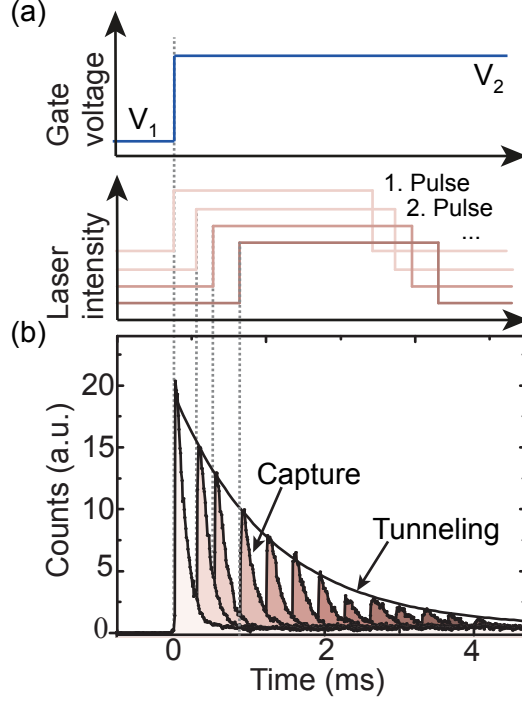 (a)
Gate
voltage
V₁
V₂
Laser
intensity
1. Pulse
2. Pulse
...
(b)
Counts (a.u.)
20
15
10
5
0
Capture
Tunneling
0
2
4
Time (ms)